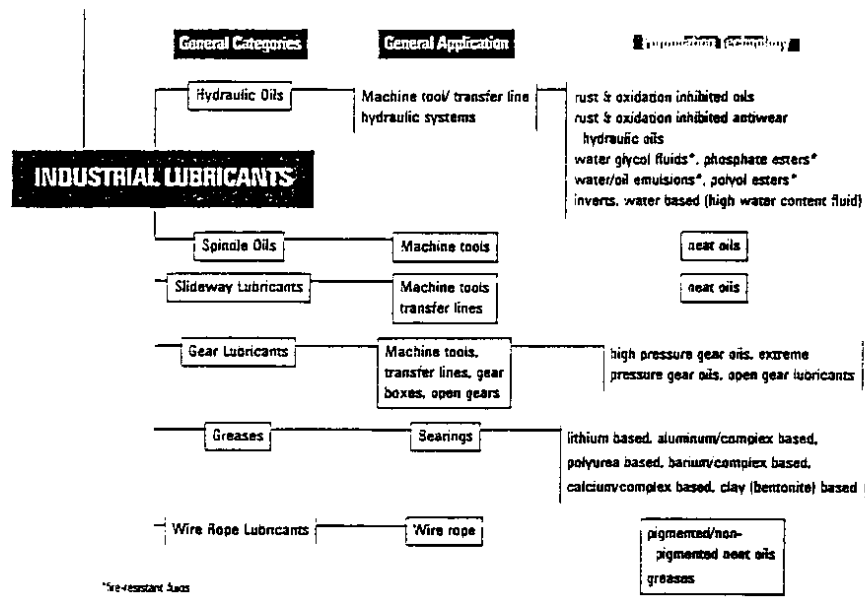 General Categories
General Application
Formulation Technology
Hydraulic Oils
Machine tool/ transfer line
hydraulic systems
rust & oxidation inhibited oils
rust & oxidation inhibited antiwear
hydraulic oils
water glycol fluids*, phosphate esters*
water/oil emulsions*, polyol esters*
inverts, water based (high water content fluid)
INDUSTRIAL LUBRICANTS
Spindle Oils
Machine tools
neat oils
Slideway Lubricants
Machine tools
transfer lines
neat oils
Gear Lubricants
Machine tools,
transfer lines, gear
boxes, open gears
high pressure gear oils, extreme
pressure gear oils, open gear lubricants
Greases
Bearings
lithium based, aluminum/complex based,
polyurea based, barium/complex based,
calcium/complex based, clay (bentonite) based
Wire Rope Lubricants
Wire rope
pigmented/non-
pigmented neat oils
greases
*fire-resistant fluids